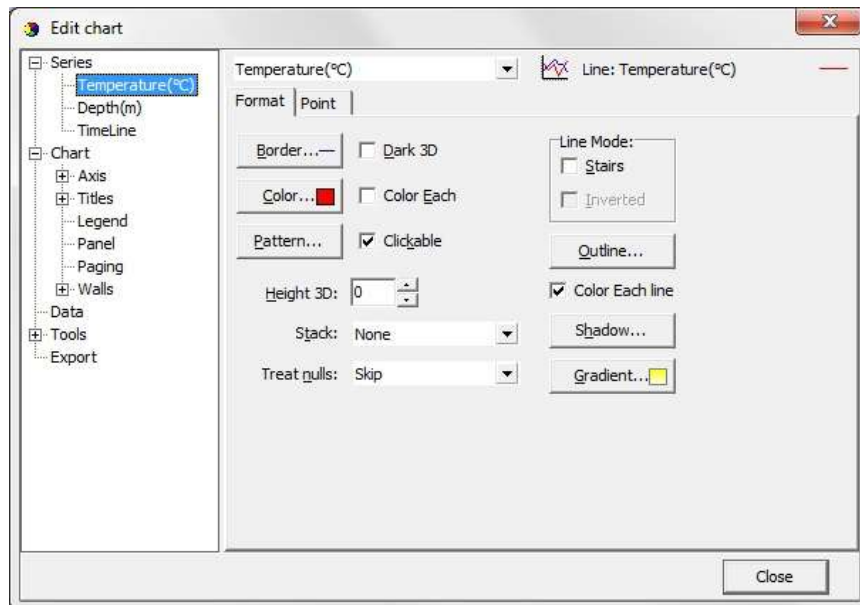 Edit chart
Series
Temperature(°C)
Depth(m)
TimeLine
Chart
Axis
Titles
Legend
Panel
Paging
Walls
Data
Tools
Export
Temperature(°C)
Line: Temperature(°C)
Format
Point
Border...
Dark 3D
Color...
Color Each
Pattern...
Clickable
Height 3D:
0
Stack:
None
Treat nulls:
Skip
Line Mode:
Stairs
Inverted
Outline...
Color Each line
Shadow...
Gradient...
Close